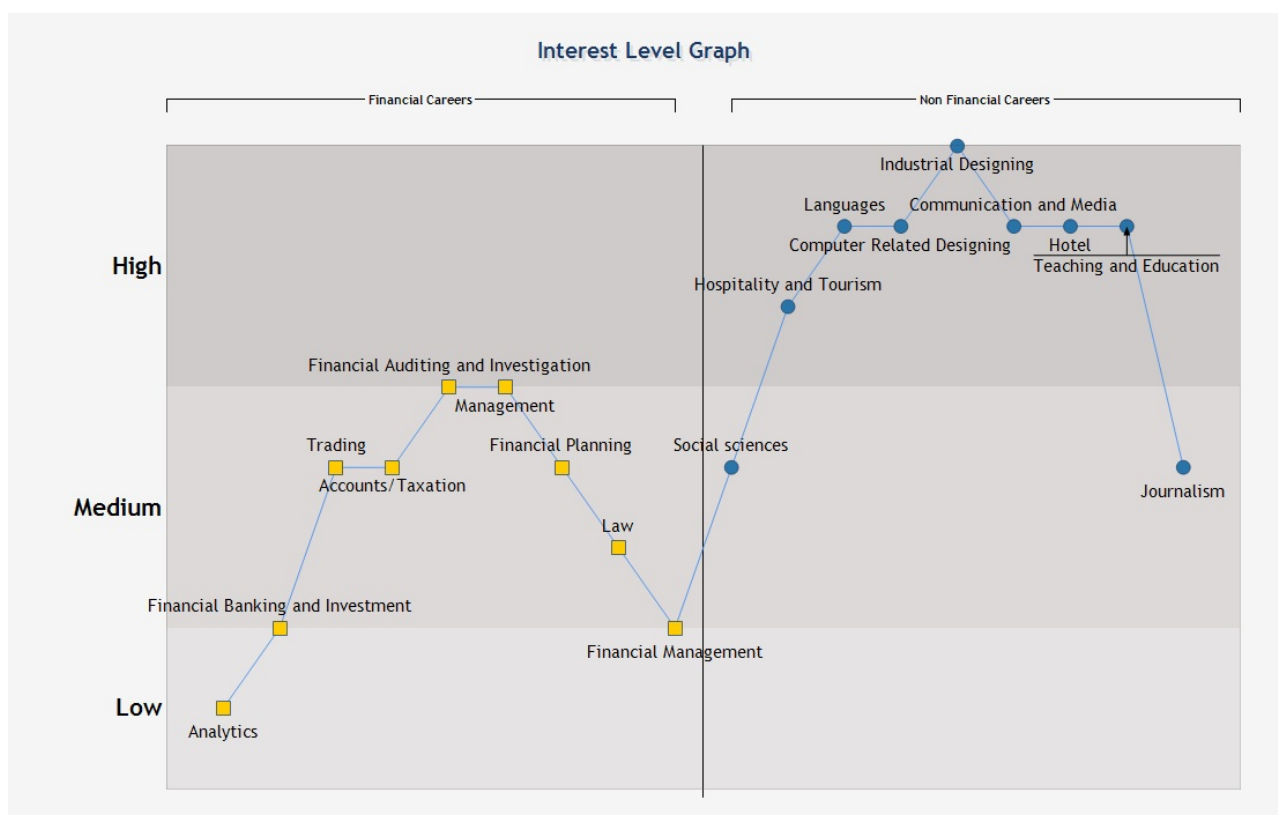 Interest Level Graph
Financial Careers
Non Financial Careers
Industrial Designing
Languages
Communication and Media
Computer Related Designing
Hotel
High
Teaching and Education
Hospitality and Tourism
Financial Auditing and Investigation
Management
Trading
Financial Planning
Social sciences
Accounts/Taxation
Journalism
Medium
Law
Financial Banking and Investment
Financial Management
Low
Analytics